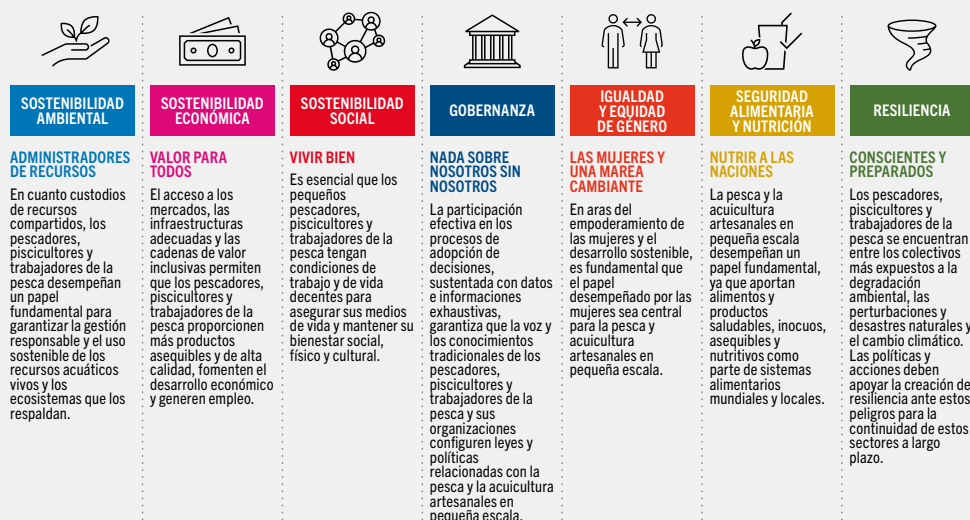 SOSTENIBILIDAD
AMBIENTAL
ADMINISTRADORES
DE RECURSOS
En cuanto custodios
de recursos
compartidos, los
pescadores,
piscicultores y
trabajadores de la
pesca desempeñan
un papel
fundamental para
garantizar la gestión
responsable y el uso
sostenible de los
recursos acuáticos
vivos y los
ecosistemas que los
respaldan.
SOSTENIBILIDAD
ECONÓMICA
VALOR PARA
TODOS
El acceso a los
mercados, las
infraestructuras
adecuadas y las
cadenas de valor
inclusivas permiten
que los pescadores,
piscicultores y
trabajadores de la
pesca proporcionen
más productos
asequibles y de alta
calidad, fomenten el
desarrollo económico
y generen empleo.
SOSTENIBILIDAD
SOCIAL
VIVIR BIEN
Es esencial que los
pequeños
pescadores,
piscicultores y
trabajadores de la
pesca tengan
condiciones de
trabajo y de vida
decentes para
asegurar sus medios
de vida y mantener su
bienestar social,
físico y cultural.
GOBERNANZA
NADA SOBRE
NOSOTROS SIN
NOSOTROS
La participación
efectiva en los
procesos de
adopción de
decisiones,
sustentada con datos
e informaciones
exhaustivas,
garantiza que la voz y
los conocimientos
tradicionales de los
pescadores,
piscicultores y
trabajadores de la
pesca y sus
organizaciones
configuren leyes y
políticas
relacionadas con la
pesca y la acuicultura
artesanales en
pequeña escala.
IGUALDAD
Y EQUIDAD
DE GÉNERO
LAS MUJERES Y
UNA MAREA
CAMBIANTE
En aras del
empoderamiento de
las mujeres y el
desarrollo sostenible,
es fundamental que
el papel
desempeñado por las
mujeres sea central
para la pesca y
acuicultura
artesanales en
pequeña escala.
SEGURIDAD
ALIMENTARIA
Y NUTRICIÓN
NUTRIR A LAS
NACIONES
La pesca y la
acuicultura
artesanales en
pequeña escala
desempeñan un
papel fundamental,
ya que aportan
alimentos y
productos
saludables, inocuos,
asequibles y
nutritivos como
parte de sistemas
alimentarios
mundiales y locales.
RESILIENCIA
CONSCIENTES Y
PREPARADOS
Los pescadores,
piscicultores y
trabajadores de la
pesca se encuentran
entre los colectivos
más expuestos a la
degradación
ambiental, las
perturbaciones y
desastres naturales y
el cambio climático.
Las políticas y
acciones deben
apoyar la creación de
resiliencia ante estos
peligros para la
continuidad de estos
sectores a largo
plazo.